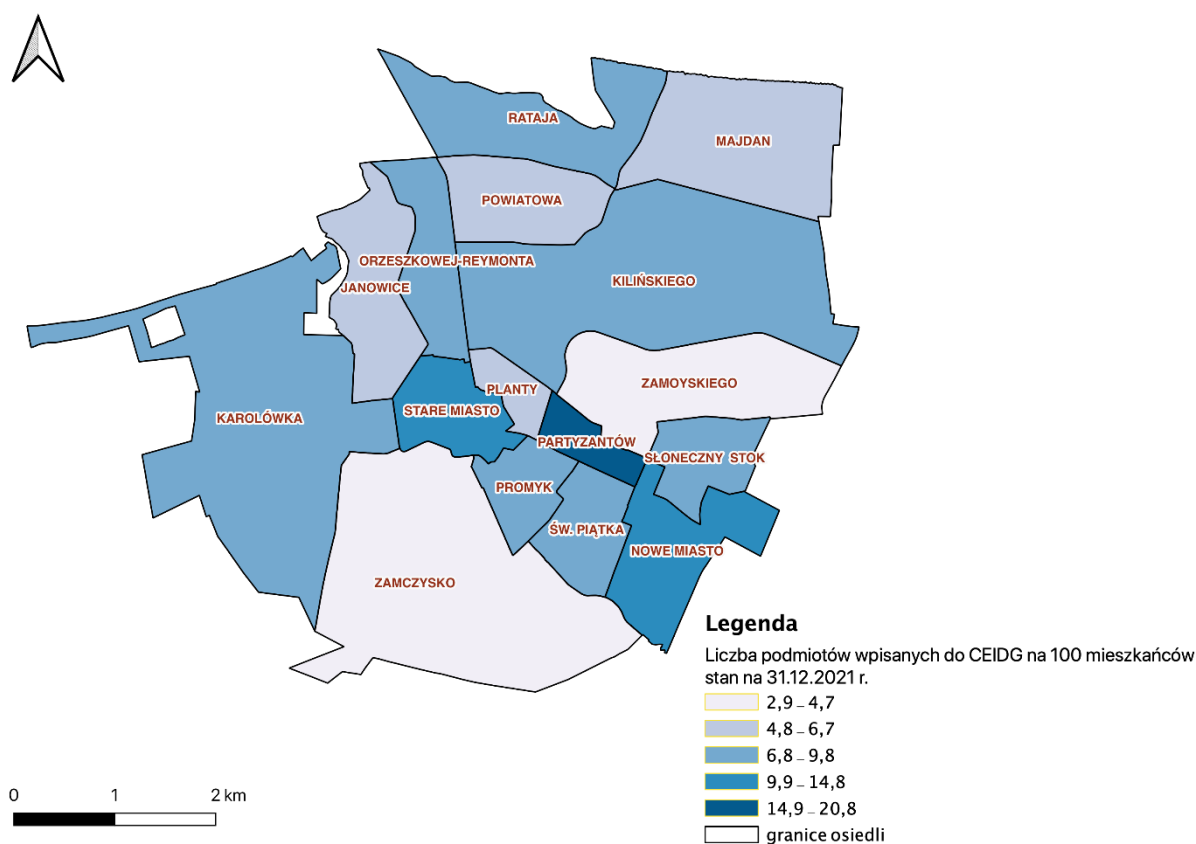 RATAJA
MAJDAN
POWIATOWA
ORZESZKOWEJ-REYMONTA
KILIŃSKIEGO
JANOWICE
ZAMOYSKIEGO
PLANTY
STARE MIASTO
KAROLÓWKA
PARTYZANTÓW
SŁONECZNY STOK
PROMYK
ŚW. PIĄTKA
NOWE MIASTO
ZAMCZYSKO
Legenda
Liczba podmiotów wpisanych do CEIDG na 100 mieszkańców
stan na 31.12.2021 r.
2,9 – 4,7
4,8 – 6,7
6,8 – 9,8
9,9 – 14,8
14,9 – 20,8
granice osiedli
0 1 2 km